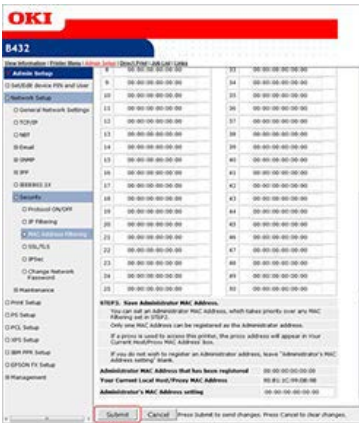 OKI
B432
View Information | Printer Menu | Admin Setup | Direct Print | Job List | Links
Admin Setup
Set/Edit device PIN and User
Network Setup
General Network Settings
TCP/IP
NBT
Email
SNMP
IPP
IEEE802.1X
Security
Protocol ON/OFF
IP Filtering
MAC Address Filtering
SSL/TLS
IPSec
Change Network
Password
Maintenance
Print Setup
PS Setup
PCL Setup
XPS Setup
IBM PPR Setup
EPSON FX Setup
Management
8 00:00:00:00:00:00 33 00:00:00:00:00:00
9 00:00:00:00:00:00 34 00:00:00:00:00:00
10 00:00:00:00:00:00 35 00:00:00:00:00:00
11 00:00:00:00:00:00 36 00:00:00:00:00:00
12 00:00:00:00:00:00 37 00:00:00:00:00:00
13 00:00:00:00:00:00 38 00:00:00:00:00:00
14 00:00:00:00:00:00 39 00:00:00:00:00:00
15 00:00:00:00:00:00 40 00:00:00:00:00:00
16 00:00:00:00:00:00 41 00:00:00:00:00:00
17 00:00:00:00:00:00 42 00:00:00:00:00:00
18 00:00:00:00:00:00 43 00:00:00:00:00:00
19 00:00:00:00:00:00 44 00:00:00:00:00:00
20 00:00:00:00:00:00 45 00:00:00:00:00:00
21 00:00:00:00:00:00 46 00:00:00:00:00:00
22 00:00:00:00:00:00 47 00:00:00:00:00:00
23 00:00:00:00:00:00 48 00:00:00:00:00:00
24 00:00:00:00:00:00 49 00:00:00:00:00:00
25 00:00:00:00:00:00 50 00:00:00:00:00:00
STEP3. Save Administrator MAC Address.
You can set an Administrator MAC Address, which takes priority over any MAC
Filtering set in STEP2.
Only one MAC Address can be registered as the Administrator address.
If a proxy is used to access this printer, the proxy address will appear in Your
Current Host/Proxy MAC Address box.
If you do not wish to register an Administrator address, leave "Administrator's MAC
Address setting" blank.
Administrator MAC Address that has been registered 00:00:00:00:00:00
Your Current Local Host/Proxy MAC Address
Administrator's MAC Address setting 00:00:00:00:00:00
Submit Cancel Press Submit to send changes. Press Cancel to clear changes.